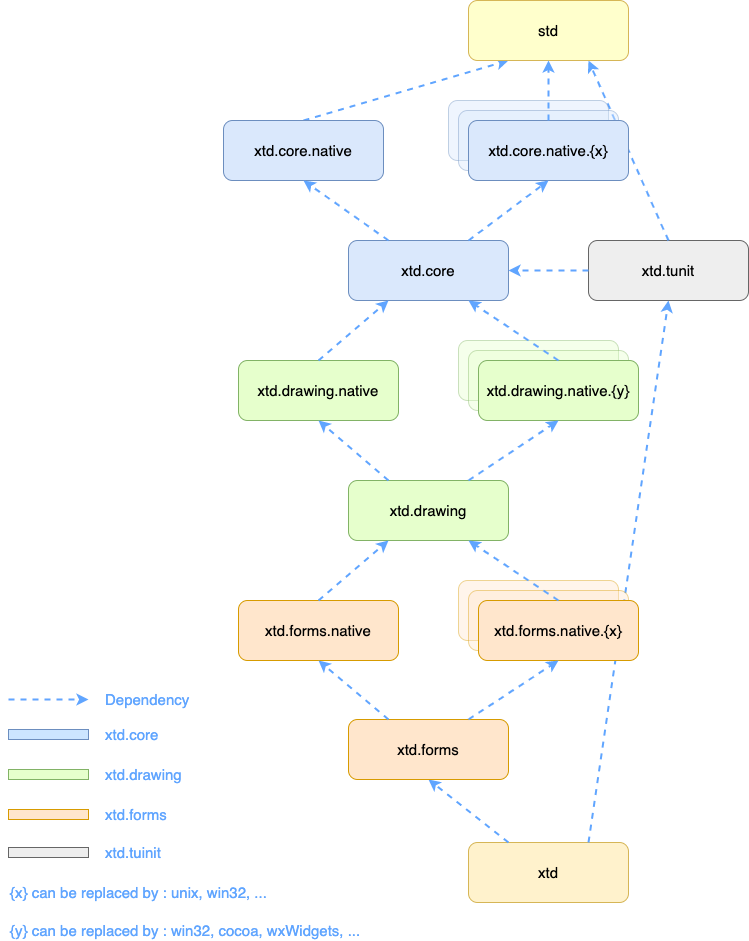 std
xtd.core.native
xtd.core.native.{x}
xtd.core
xtd.tunit
xtd.drawing.native
xtd.drawing.native.{y}
xtd.drawing
xtd.forms.native
xtd.forms.native.{x}
Dependency
xtd.core
xtd.forms
xtd.drawing
xtd.forms
xtd.tuinit
xtd
{x} can be replaced by : unix, win32, ...
{y} can be replaced by : win32, cocoa, wxWidgets, ...